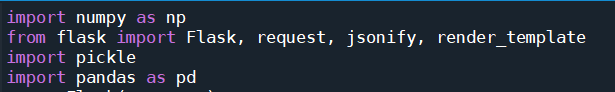 import numpy as np
from flask import Flask, request, jsonify, render_template
import pickle
import pandas as pd